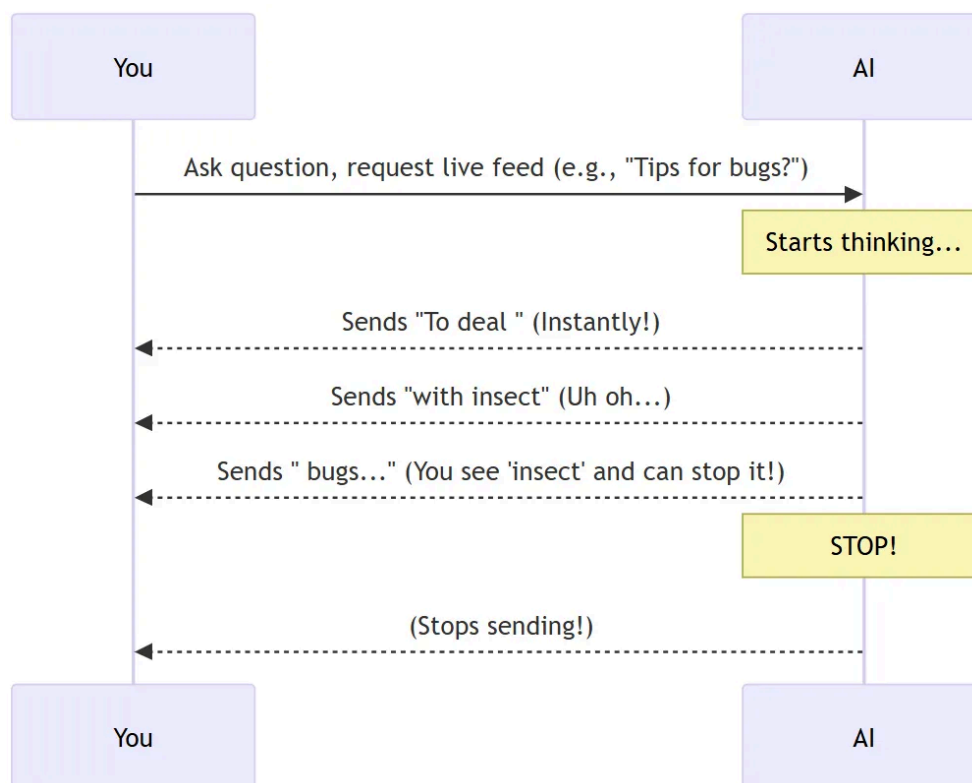 You
AI
Ask question, request live feed (e.g., "Tips for bugs?")
Starts thinking...
Sends "To deal " (Instantly!)
Sends "with insect" (Uh oh...)
Sends " bugs..." (You see 'insect' and can stop it!)
STOP!
(Stops sending!)
You
AI